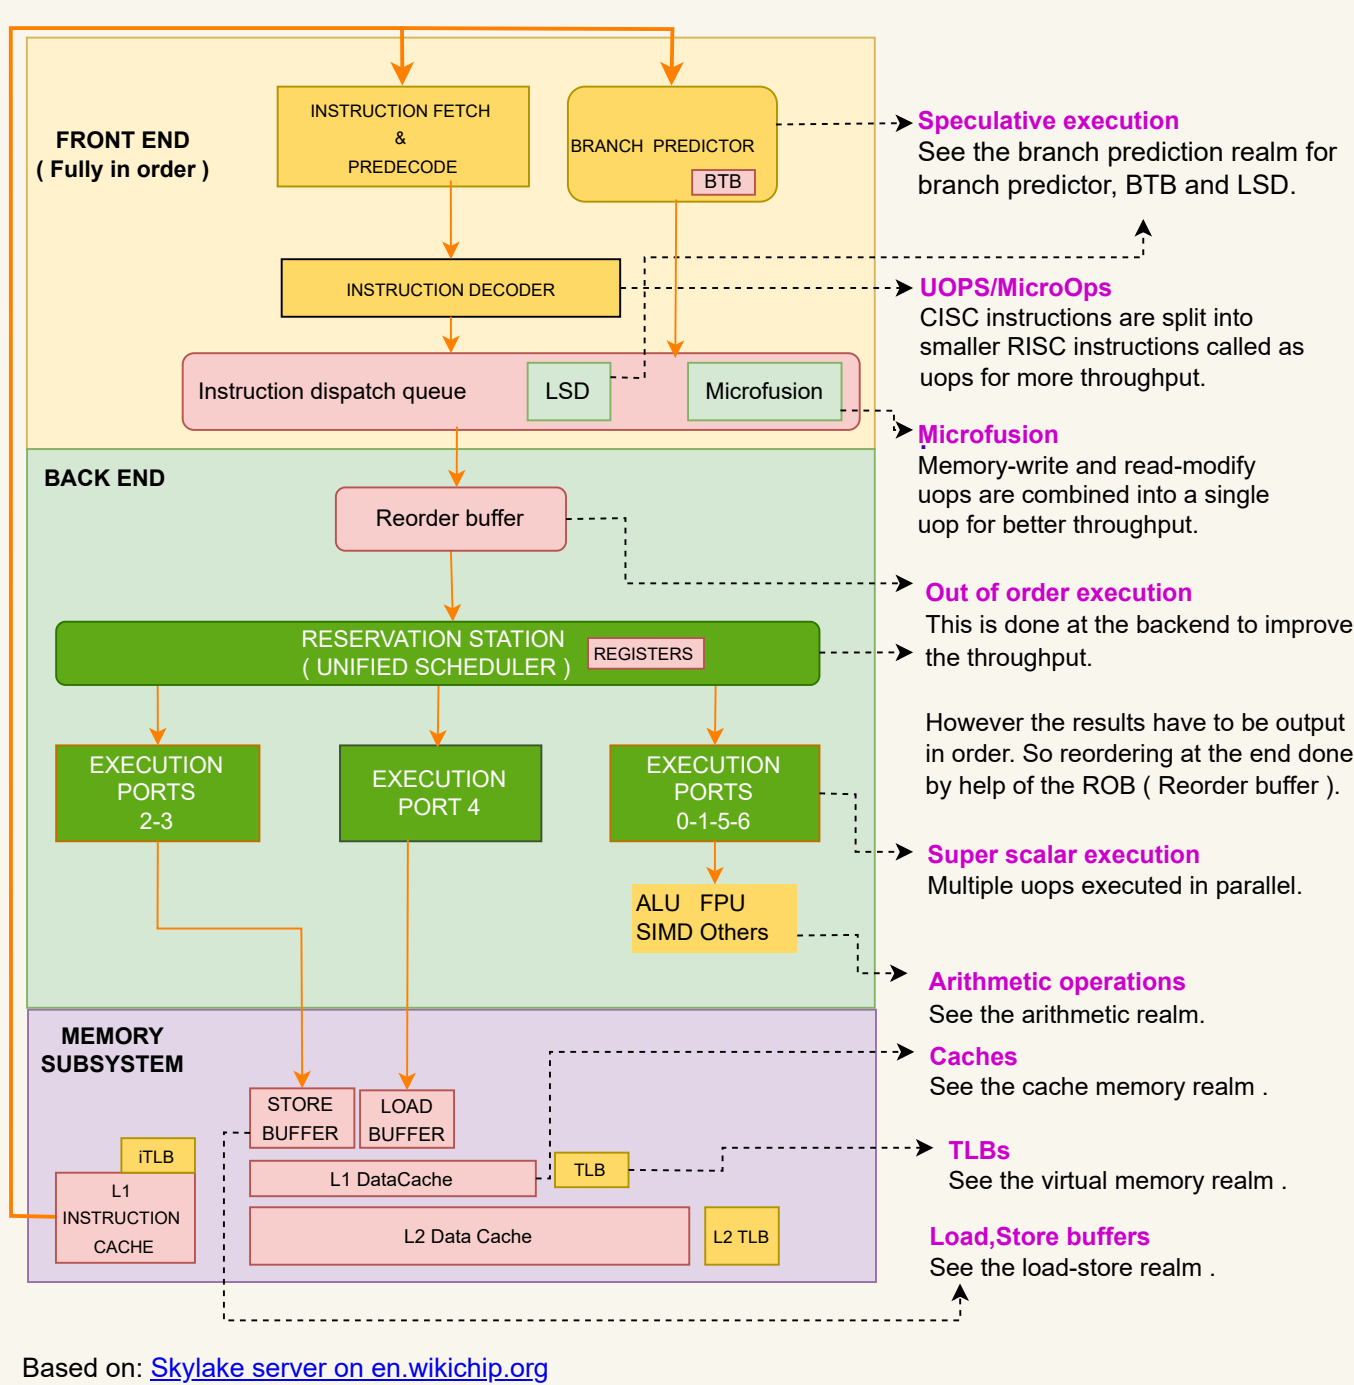 FRONT END
( Fully in order )
INSTRUCTION FETCH
&
PREDECODE
BRANCH PREDICTOR
BTB
INSTRUCTION DECODER
Instruction dispatch queue
LSD
Microfusion
BACK END
Reorder buffer
RESERVATION STATION
( UNIFIED SCHEDULER )
REGISTERS
EXECUTION
PORTS
2-3
EXECUTION
PORT 4
EXECUTION
PORTS
0-1-5-6
ALU FPU
SIMD Others
MEMORY
SUBSYSTEM
STORE
BUFFER
LOAD
BUFFER
iTLB
L1
INSTRUCTION
CACHE
L1 DataCache
TLB
L2 Data Cache
L2 TLB
Speculative execution
See the branch prediction realm for
branch predictor, BTB and LSD.
UOPS/MicroOps
CISC instructions are split into
smaller RISC instructions called as
uops for more throughput.
Microfusion
Memory-write and read-modify
uops are combined into a single
uop for better throughput.
Out of order execution
This is done at the backend to improve
the throughput.
However the results have to be output
in order. So reordering at the end done
by help of the ROB ( Reorder buffer ).
Super scalar execution
Multiple uops executed in parallel.
Arithmetic operations
See the arithmetic realm.
Caches
See the cache memory realm .
TLBs
See the virtual memory realm .
Load,Store buffers
See the load-store realm .
Based on: Skylake server on en.wikichip.org